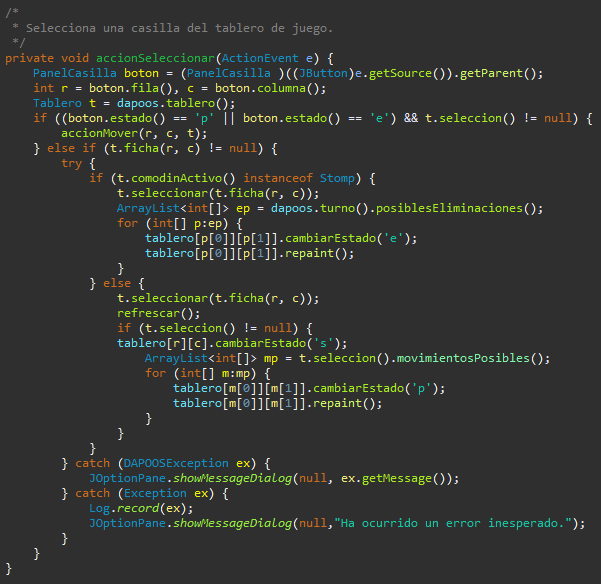 /*
 * Selecciona una casilla del tablero de juego.
 */
private void accionSeleccionar(ActionEvent e) {
    PanelCasilla boton = (PanelCasilla )((JButton)e.getSource()).getParent();
    int r = boton.fila(), c = boton.columna();
    Tablero t = dapoos.tablero();
    if ((boton.estado() == 'p' || boton.estado() == 'e') && t.seleccion() != null) {
        accionMover(r, c, t);
    } else if (t.ficha(r, c) != null) {
        try {
            if (t.comodinActivo() instanceof Stomp) {
                t.seleccionar(t.ficha(r, c));
                ArrayList<int[]> ep = dapoos.turno().posiblesEliminaciones();
                for (int[] p:ep) {
                    tablero[p[0]][p[1]].cambiarEstado('e');
                    tablero[p[0]][p[1]].repaint();
                }
            } else {
                t.seleccionar(t.ficha(r, c));
                refrescar();
                if (t.seleccion() != null) {
                tablero[r][c].cambiarEstado('s');
                    ArrayList<int[]> mp = t.seleccion().movimientosPosibles();
                    for (int[] m:mp) {
                        tablero[m[0]][m[1]].cambiarEstado('p');
                        tablero[m[0]][m[1]].repaint();
                    }
                }
            }
        } catch (DAPOOSException ex) {
            JOptionPane.showMessageDialog(null, ex.getMessage());
        } catch (Exception ex) {
            Log.record(ex);
            JOptionPane.showMessageDialog(null,"Ha ocurrido un error inesperado.");
        }
    }
}